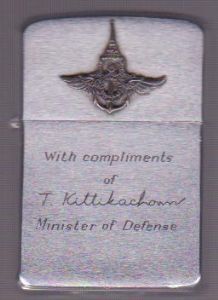 With compliments
of
T. Kittikachorn
Minister of Defense